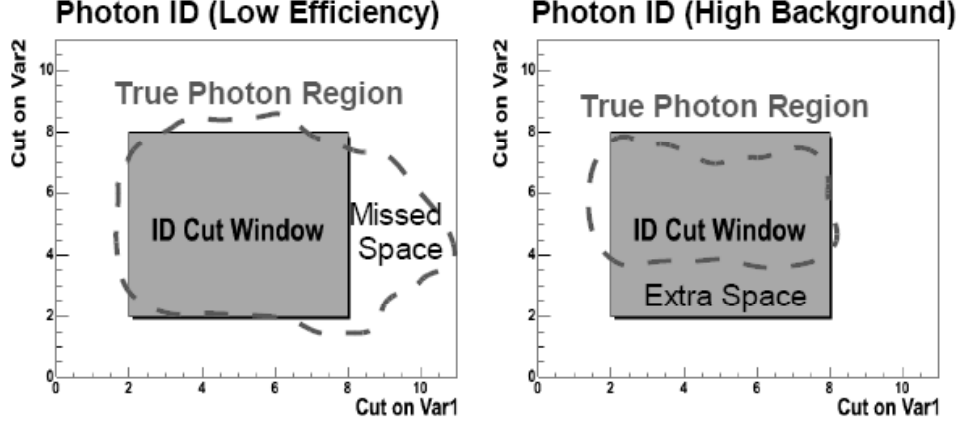 Photon ID (Low Efficiency)
Cut on Var2
10
8
6
4
2
0
True Photon Region
ID Cut Window
Missed
Space
0 2 4 6 8 10
Cut on Var1
Photon ID (High Background)
Cut on Var2
10
8
6
4
2
0
True Photon Region
ID Cut Window
Extra Space
0 2 4 6 8 10
Cut on Var1